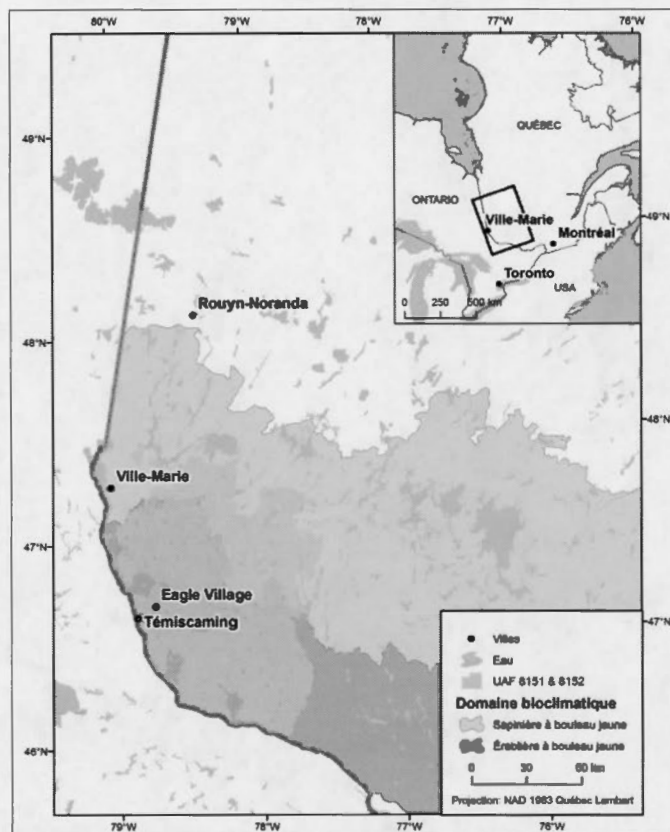 80°W 79°W 78°W 77°W 76°W
49°N
48°N
47°N
46°N
49°N
48°N
47°N
46°N
QUÉBEC
ONTARIO
Ville-Marie
Montréal
Toronto
USA
0 250 500 km
Rouyn-Noranda
Ville-Marie
Eagle Village
Témiscaming
Villes
Eau
UAF 8151 & 8152
Domaine bioclimatique
Sapinière à bouleau jaune
Érablière à bouleau jaune
0 30 60 km
Projection: NAD 1983 Québec Lambert
79°W 78°W 77°W 76°W